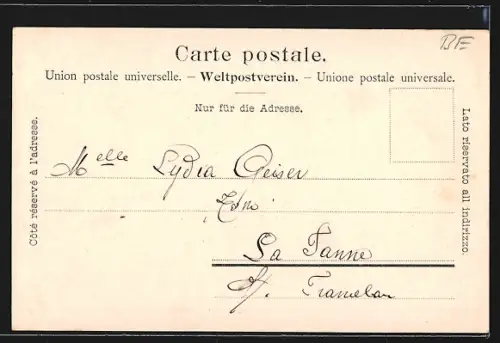 BE
Carte postale.
Union postale universelle. – Weltpostverein. – Unione postale universale.
Nur für die Adresse.
Côté réservé à l'adresse.
Lato riservato all indirizzo.
Melle Lydia Geiser
La Tanne
s/. Tramelan